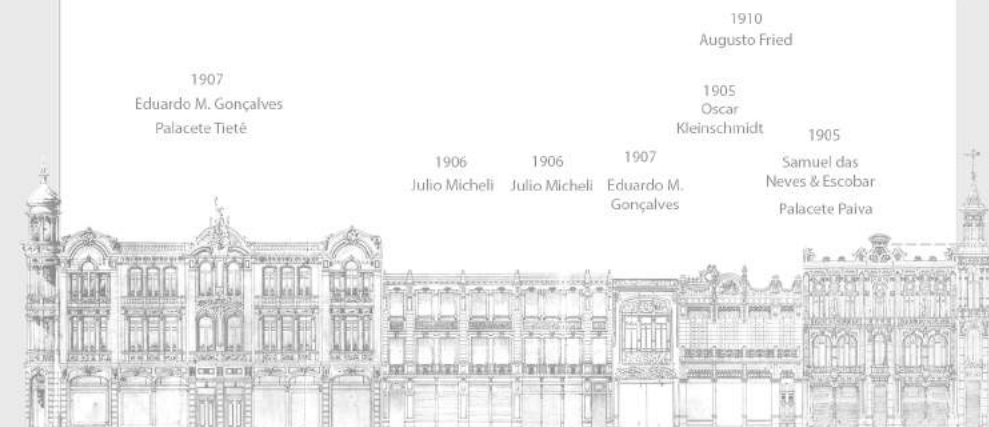 1910
Augusto Fried
1907
Eduardo M. Gonçalves
Palacete Tietê
1905
Oscar
Kleinschmidt
1905
Samuel das
Neves & Escobar
Palacete Paiva
1906
Julio Micheli
1906
Julio Micheli
1907
Eduardo M.
Gonçalves